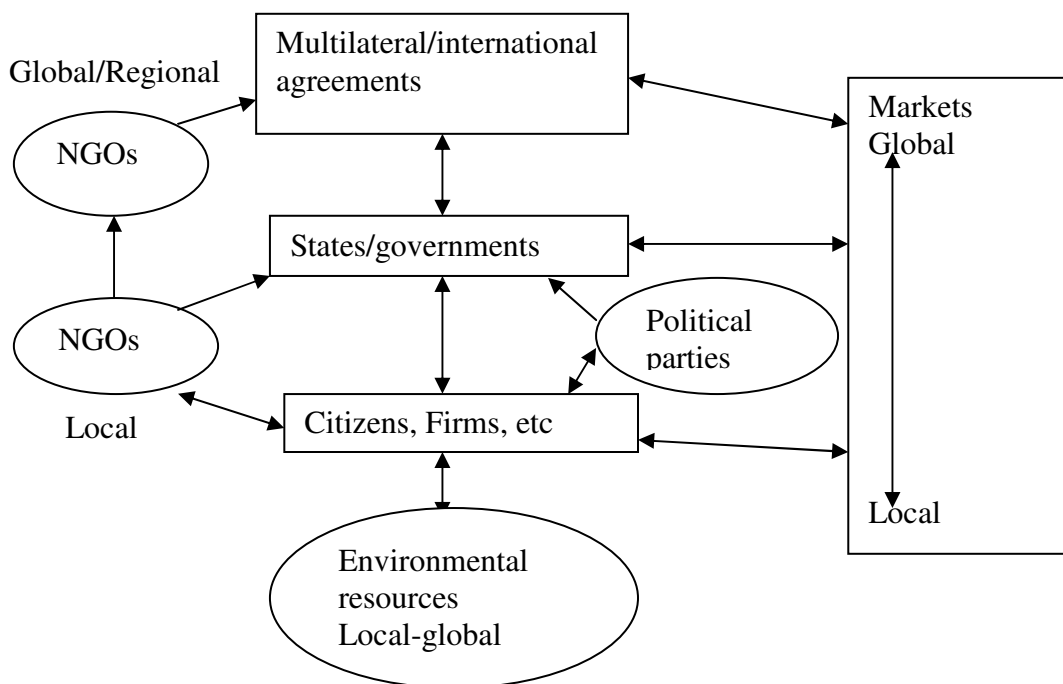 Multilateral/international
agreements
Global/Regional
NGOs
Markets
Global
States/governments
NGOs
Political
parties
Local
Citizens, Firms, etc
Local
Environmental
resources
Local-global